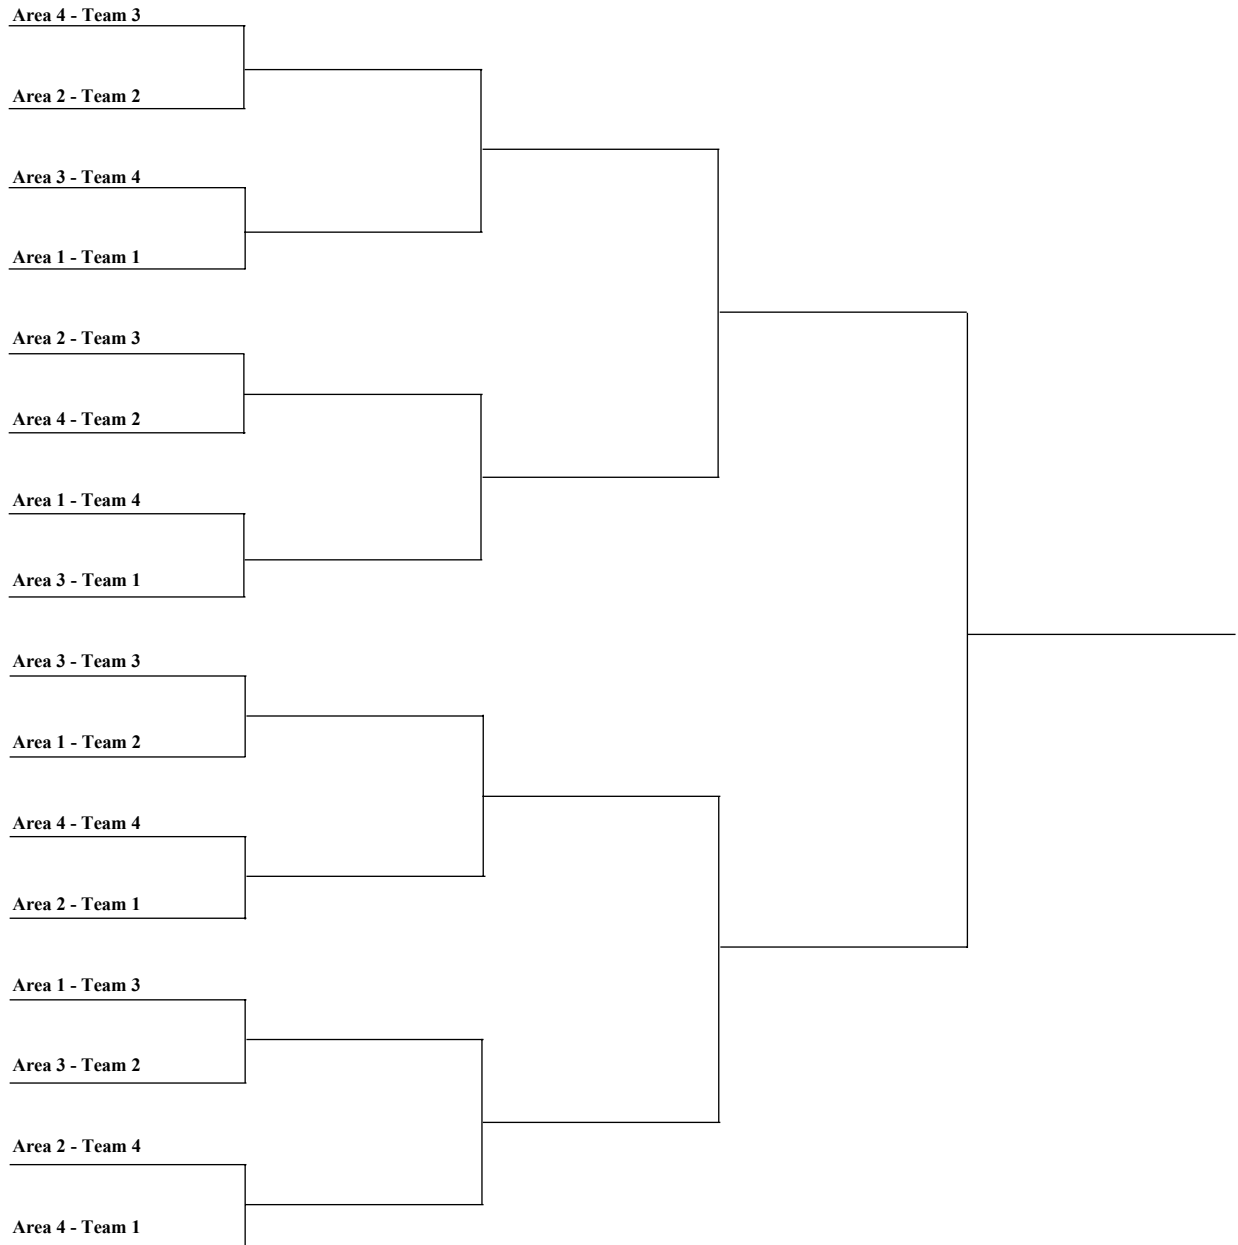 Area 4 - Team 3
Area 2 - Team 2
Area 3 - Team 4
Area 1 - Team 1
Area 2 - Team 3
Area 4 - Team 2
Area 1 - Team 4
Area 3 - Team 1
Area 3 - Team 3
Area 1 - Team 2
Area 4 - Team 4
Area 2 - Team 1
Area 1 - Team 3
Area 3 - Team 2
Area 2 - Team 4
Area 4 - Team 1